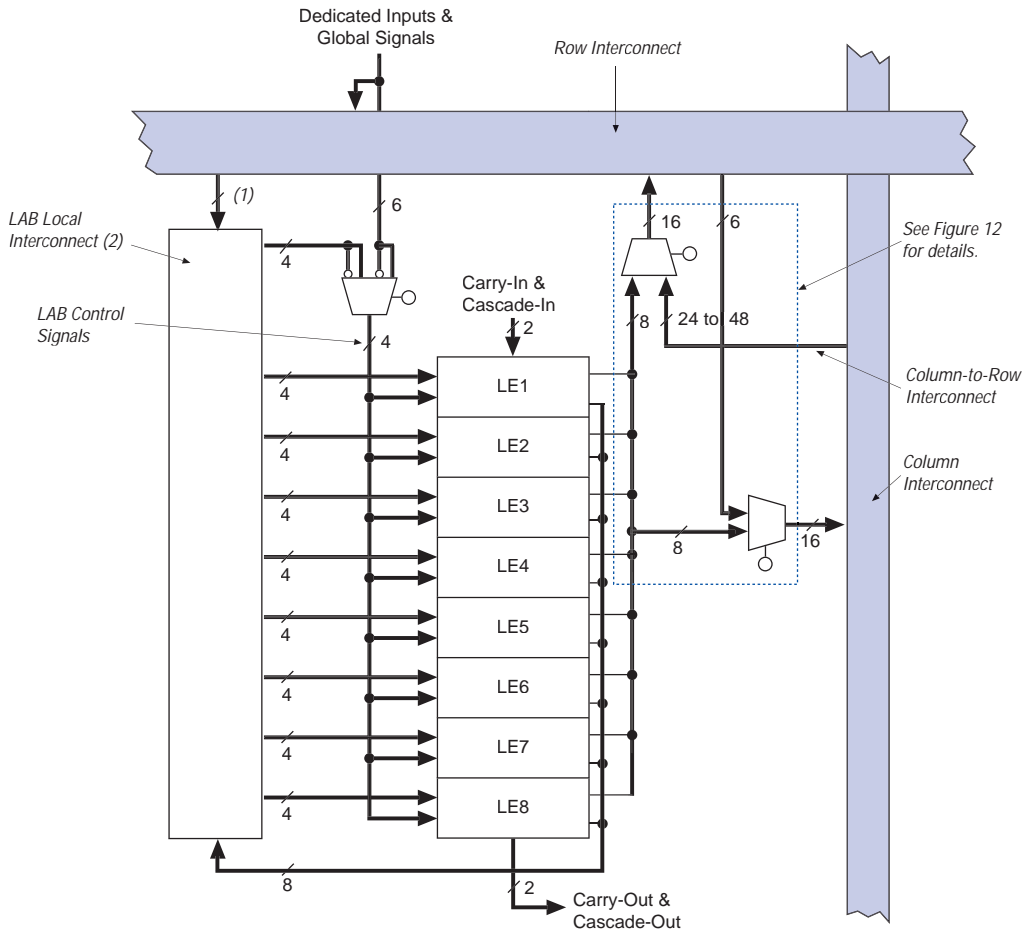 Dedicated Inputs &
Global Signals
Row Interconnect
(1)
6
16
6
LAB Local
Interconnect (2)
See Figure 12
for details.
4
Carry-In &
Cascade-In
8
24 to 48
LAB Control
Signals
4
2
Column-to-Row
Interconnect
4
LE1
4
LE2
Column
Interconnect
4
LE3
8
16
4
LE4
4
LE5
4
LE6
4
LE7
4
LE8
8
2
Carry-Out &
Cascade-Out